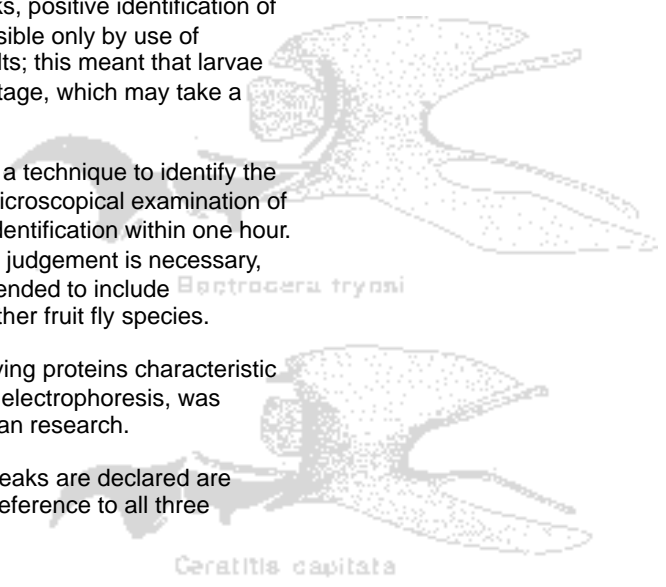 ks, positive identification of
sible only by use of
lts; this meant that larvae
tage, which may take a
a technique to identify the
icroscopical examination of
dentification within one hour.
judgement is necessary,
ended to include
ther fruit fly species.
Bactrocera tryoni
ving proteins characteristic
electrophoresis, was
an research.
eaks are declared are
eference to all three
Ceratitis capitata